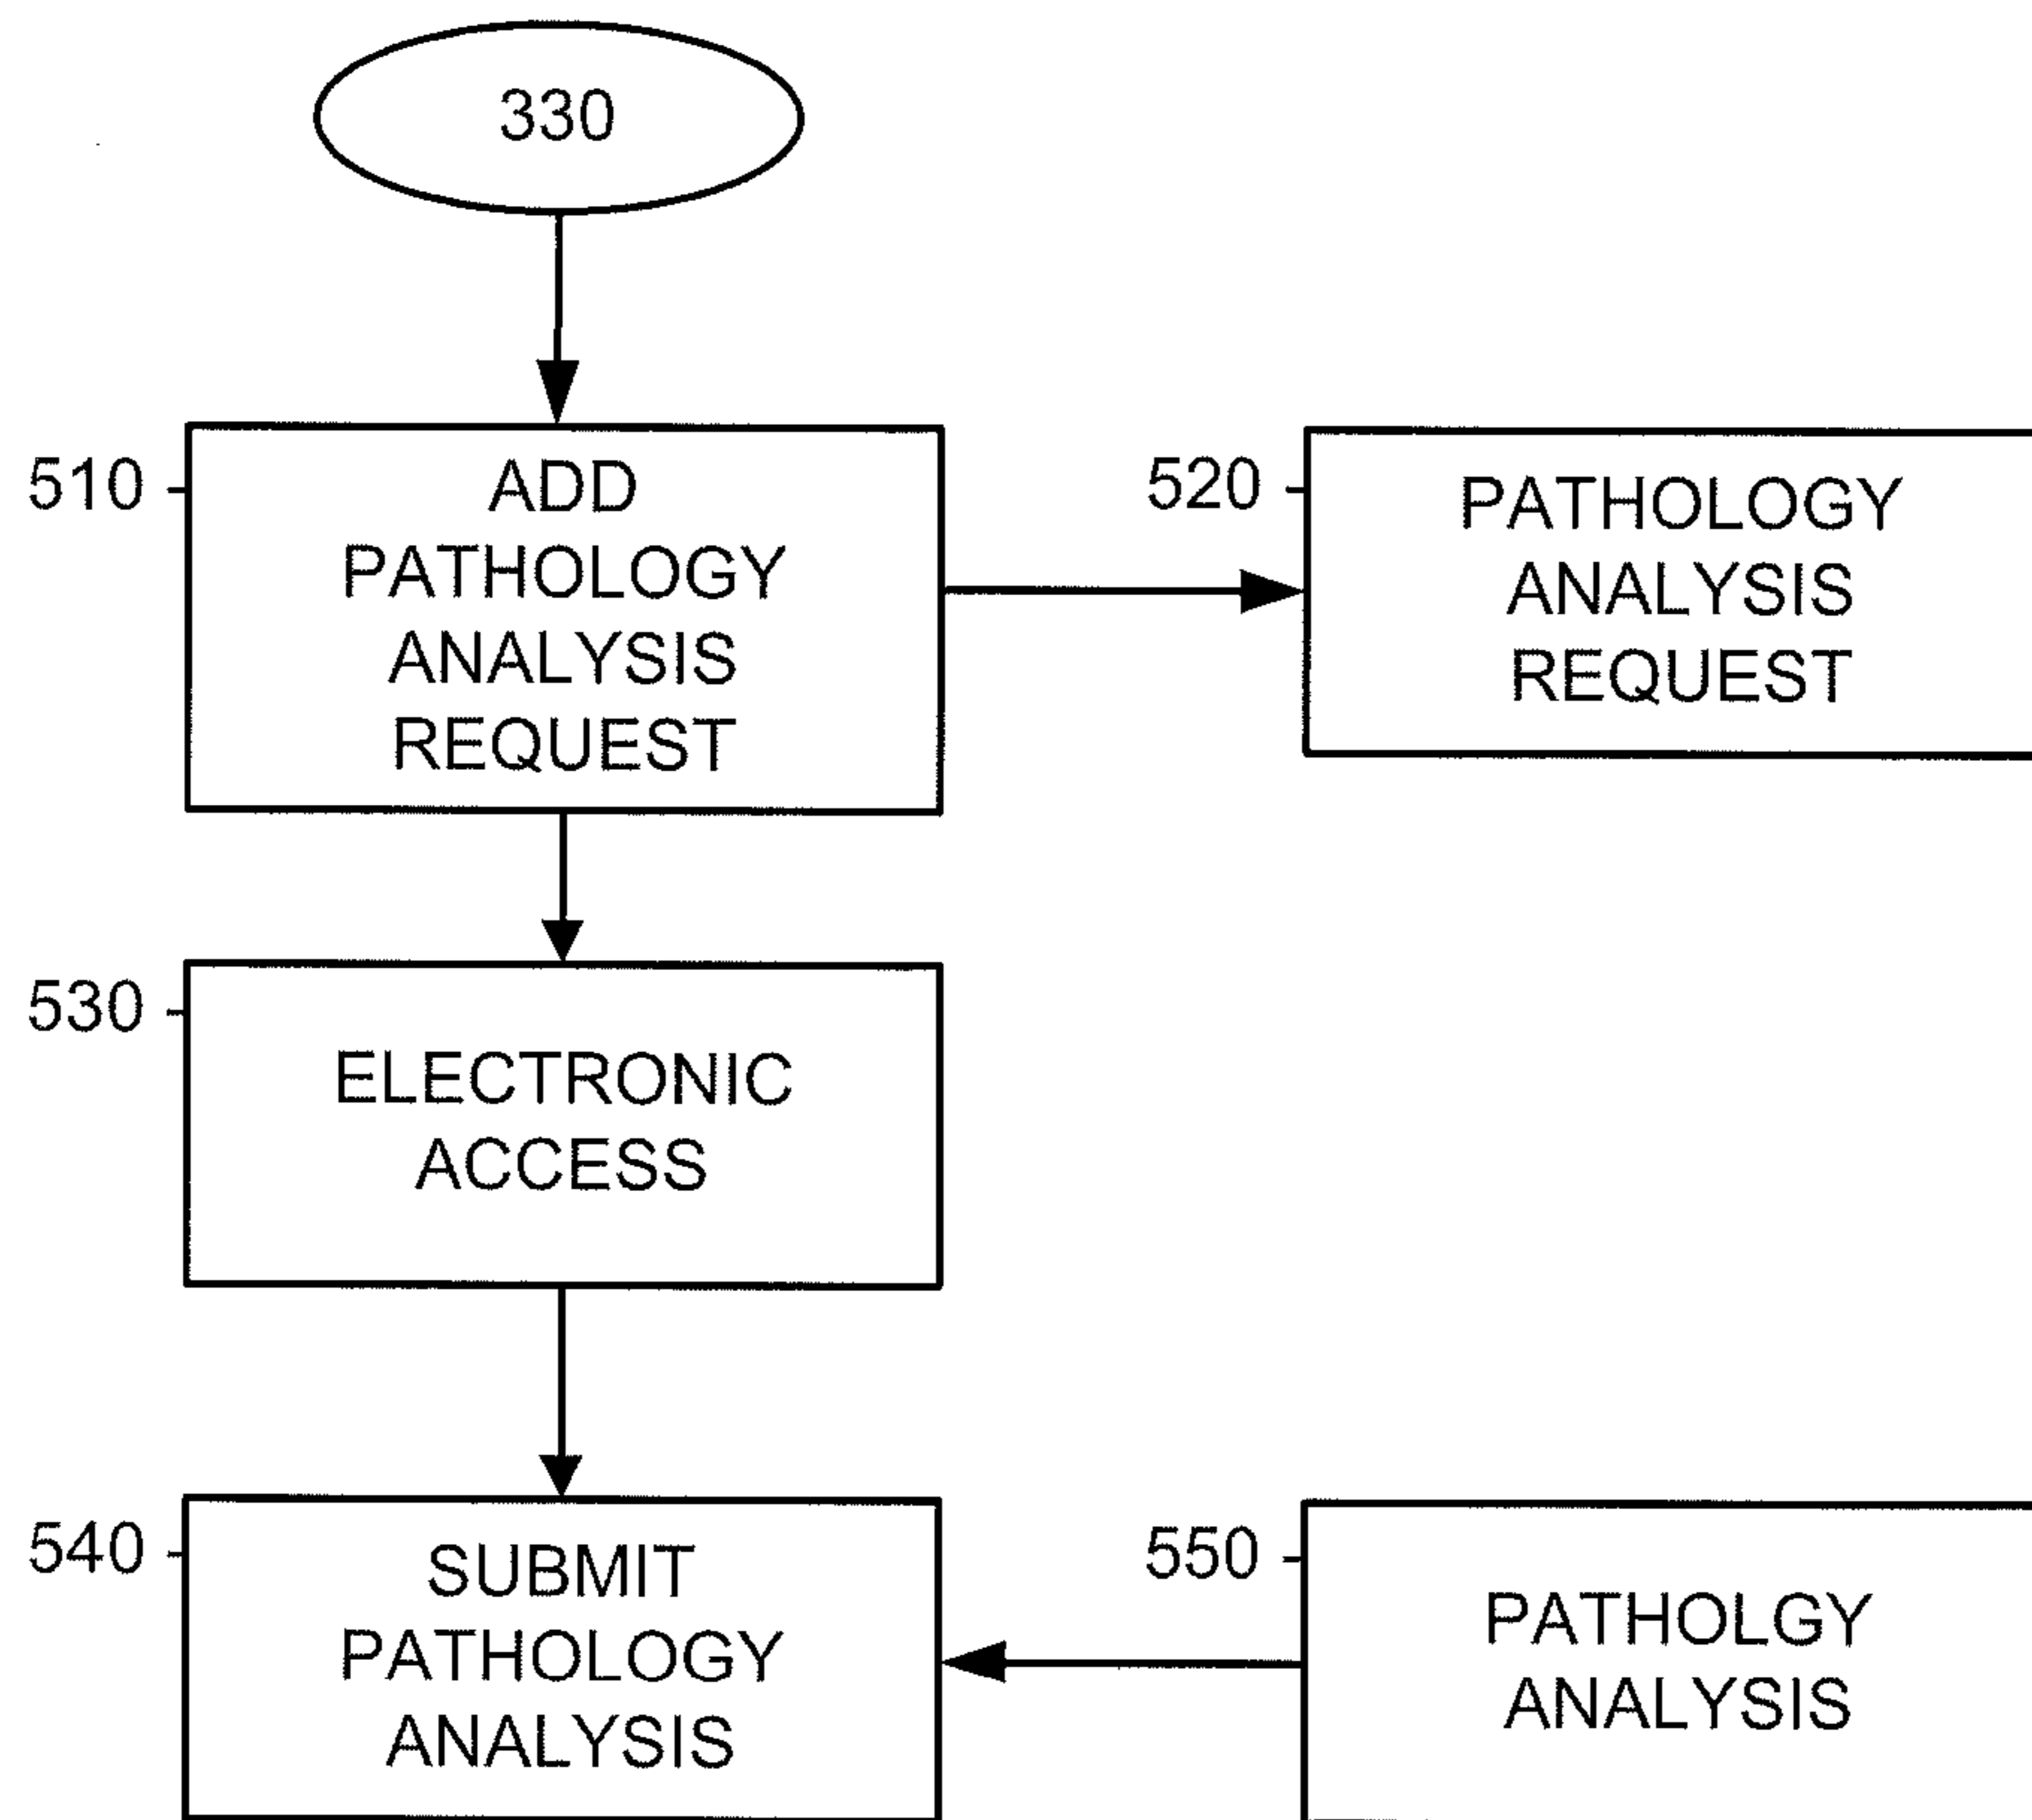 330
510
ADD
PATHOLOGY
ANALYSIS
REQUEST
520
PATHOLOGY
ANALYSIS
REQUEST
530
ELECTRONIC
ACCESS
540
SUBMIT
PATHOLOGY
ANALYSIS
550
PATHOLGY
ANALYSIS